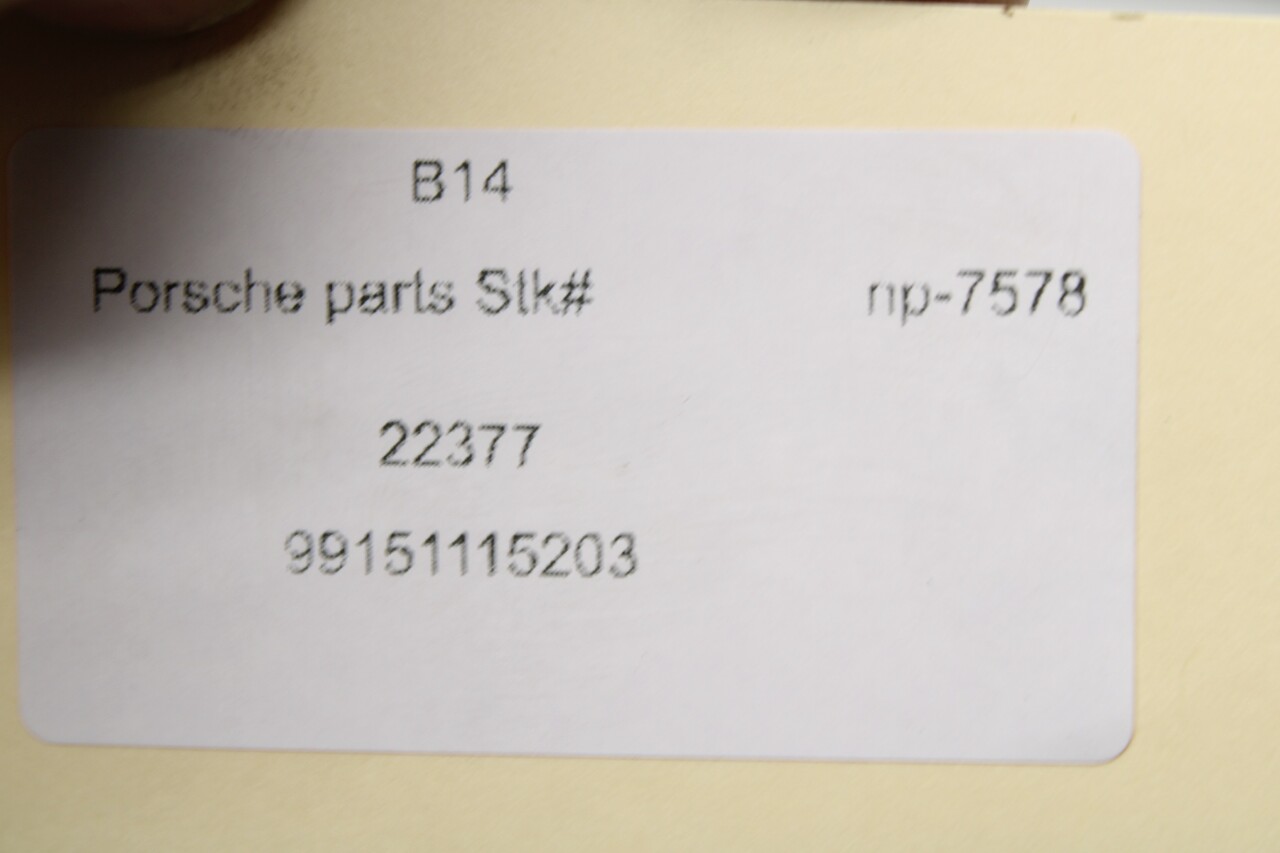 B14
Porsche parts Stk# np-7578
22377
99151115203